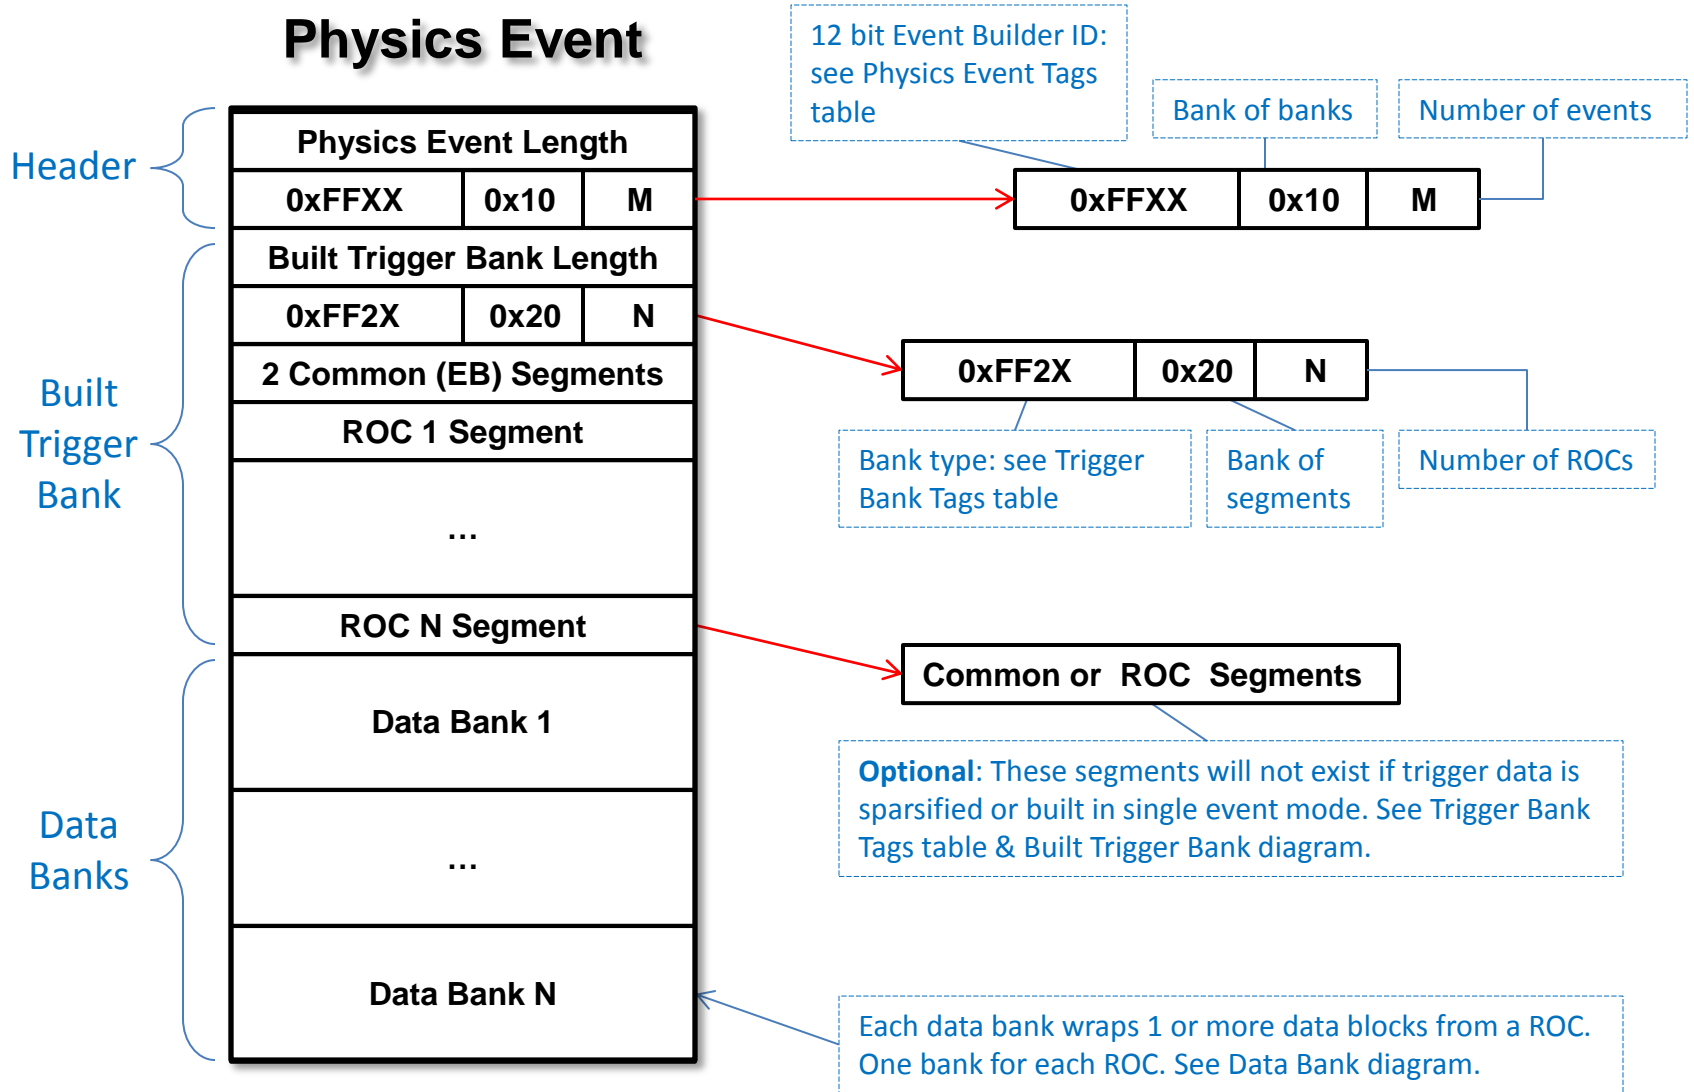 Physics Event
12 bit Event Builder ID:
see Physics Event Tags
table
Bank of banks
Number of events
Header
Physics Event Length
0xFFXX 0x10 M
0xFFXX 0x10 M
Built Trigger Bank Length
0xFF2X 0x20 N
2 Common (EB) Segments
ROC 1 Segment
...
ROC N Segment
Built
Trigger
Bank
0xFF2X 0x20 N
Bank type: see Trigger
Bank Tags table
Bank of
segments
Number of ROCs
Common or ROC Segments
Optional: These segments will not exist if trigger data is
sparsified or built in single event mode. See Trigger Bank
Tags table & Built Trigger Bank diagram.
Data
Banks
Data Bank 1
...
Data Bank N
Each data bank wraps 1 or more data blocks from a ROC.
One bank for each ROC. See Data Bank diagram.